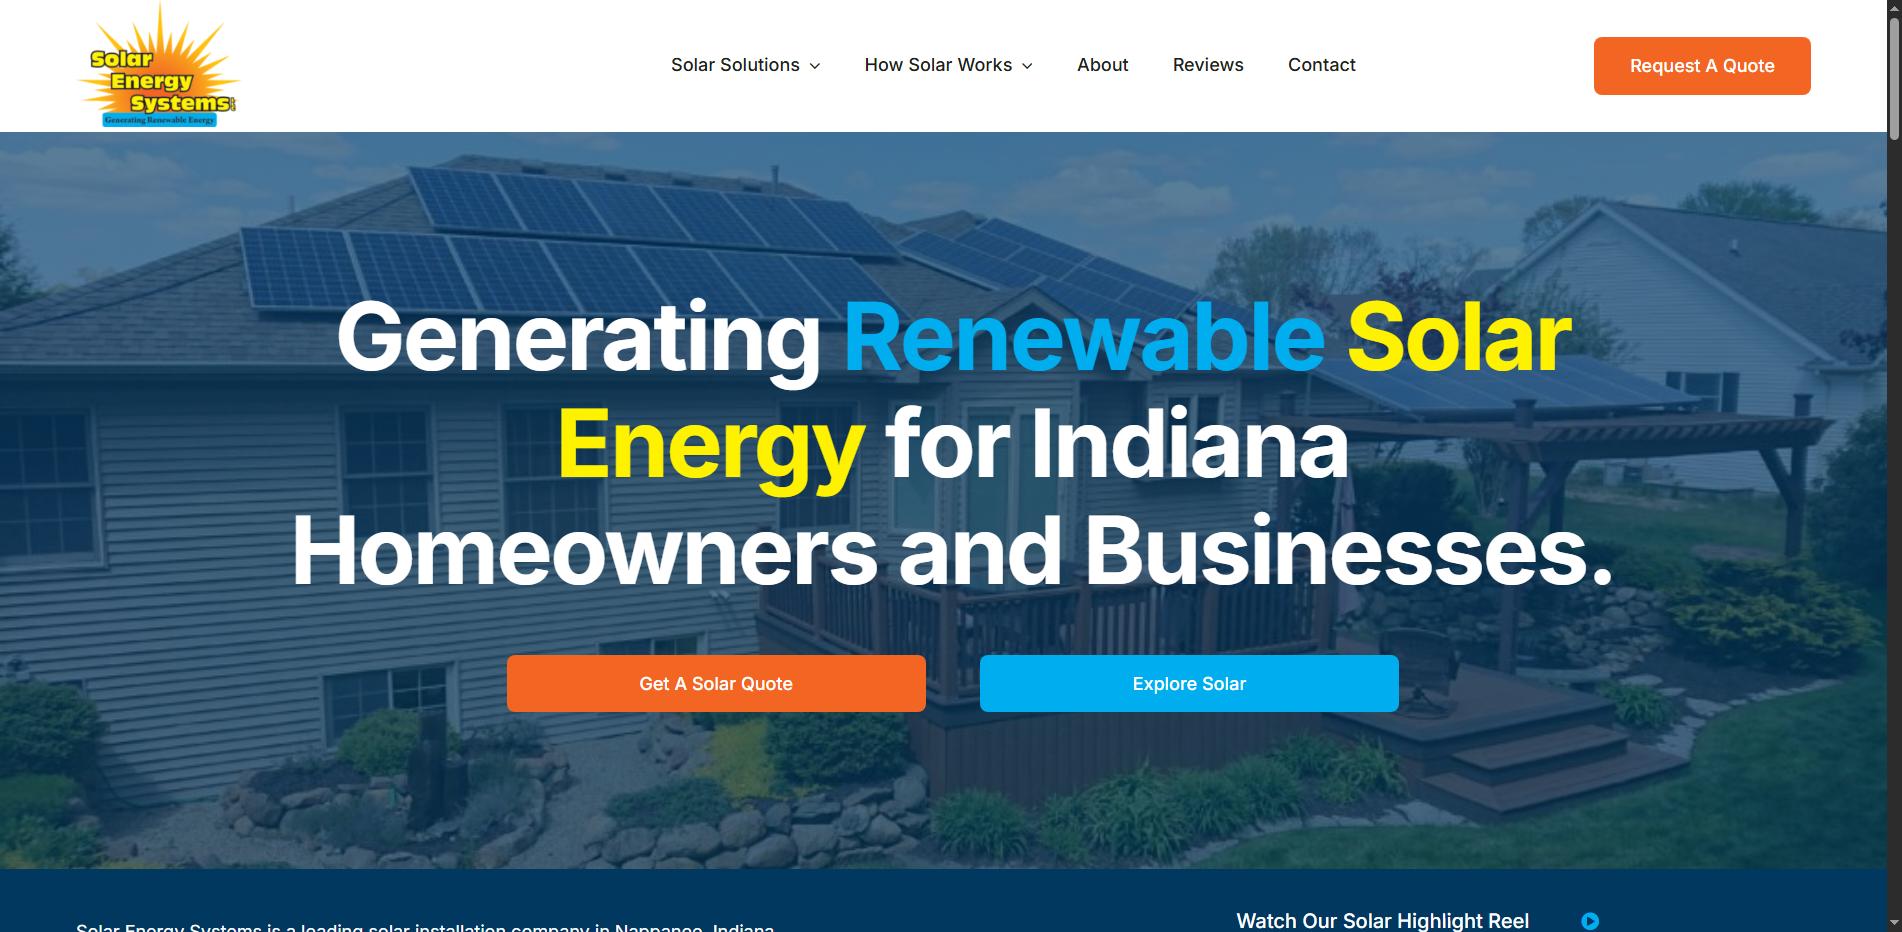 Solar
Energy
Systems LLC
Generating Renewable Energy
Solar Solutions
How Solar Works
About
Reviews
Contact
Request A Quote
Generating Renewable Solar
Energy for Indiana
Homeowners and Businesses.
Get A Solar Quote
Explore Solar
Solar Energy Systems is a leading solar installation company in Nappanee, Indiana
Watch Our Solar Highlight Reel